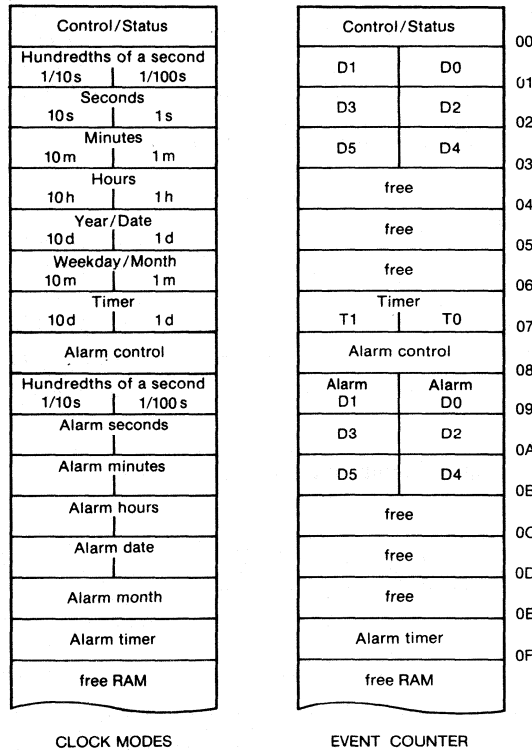 Control/Status
Hundredths of a second
1/10s 1/100s
Seconds
10s 1s
Minutes
10m 1m
Hours
10h 1h
Year/Date
10d 1d
Weekday/Month
10m 1m
Timer
10d 1d
Alarm control
Hundredths of a second
1/10s 1/100s
Alarm seconds
Alarm minutes
Alarm hours
Alarm date
Alarm month
Alarm timer
free RAM
CLOCK MODES
Control/Status
00
D1 D0
01
D3 D2
02
D5 D4
03
free
04
free
05
free
06
Timer
T1 T0
07
Alarm control
08
Alarm Alarm
D1 D0
09
D3 D2
0A
D5 D4
0B
free
0C
free
0D
free
0E
Alarm timer
0F
free RAM
EVENT COUNTER